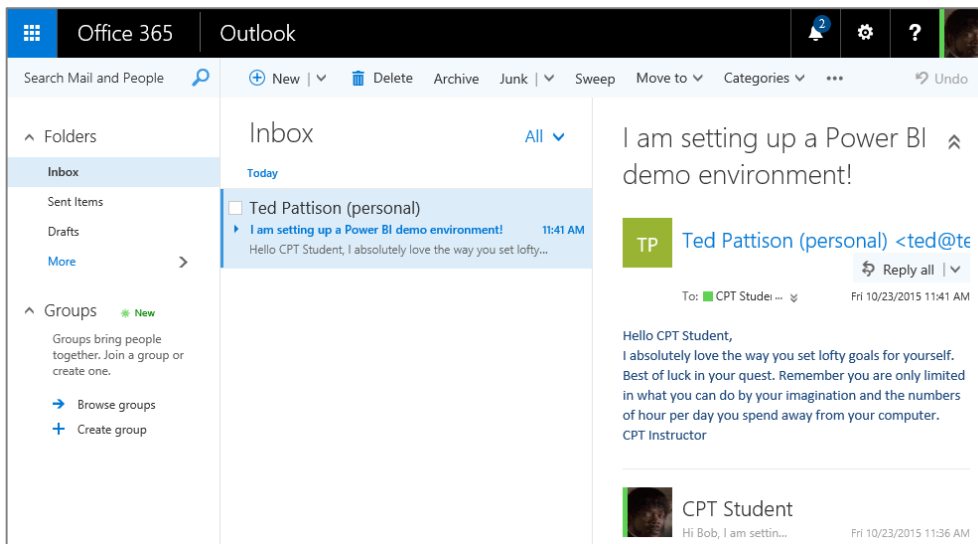 Office 365
Outlook
2
?
Search Mail and People
New
Delete
Archive
Junk
Sweep
Move to
Categories
•••
Undo
Folders
Inbox
Sent Items
Drafts
More
Groups
New
Groups bring people
together. Join a group or
create one.
Browse groups
Create group
Inbox
All
Today
Ted Pattison (personal)
I am setting up a Power BI demo environment! 11:41 AM
Hello CPT Student, I absolutely love the way you set lofty...
I am setting up a Power BI
demo environment!
TP
Ted Pattison (personal) <ted@te
Reply all
To: CPT Studei ... Fri 10/23/2015 11:41 AM
Hello CPT Student,
I absolutely love the way you set lofty goals for yourself.
Best of luck in your quest. Remember you are only limited
in what you can do by your imagination and the numbers
of hour per day you spend away from your computer.
CPT Instructor
CPT Student
Hi Bob, I am settin... Fri 10/23/2015 11:36 AM